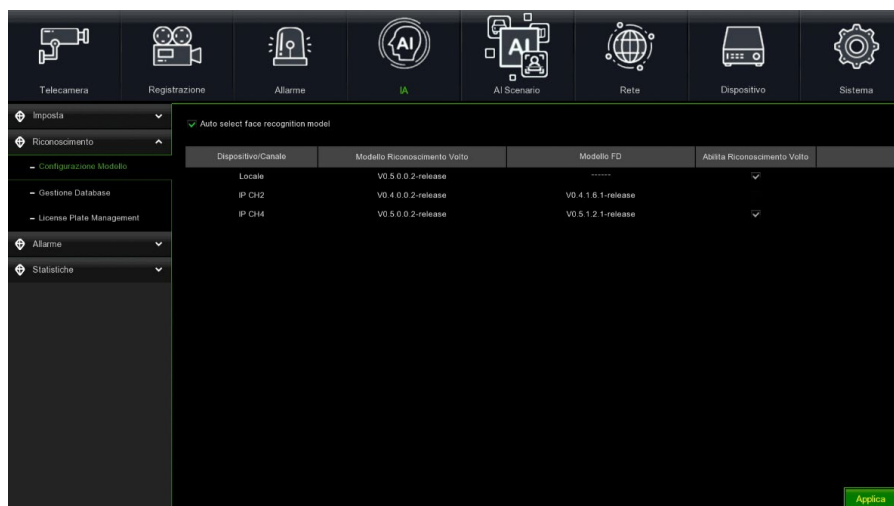 AI
AI
Telecamera Registrazione Allarme IA AI Scenario Rete Dispositivo Sistema
Imposta
Auto select face recognition model
Riconoscimento
Dispositivo/Canale Modello Riconoscimento Volto Modello FD Abilita Riconoscimento Volto
– Configurazione Modello
Locale V0.5.0.0.2-release ------
– Gestione Database
IP CH2 V0.4.0.0.2-release V0.4.1.6.1-release
– License Plate Management
IP CH4 V0.5.0.0.2-release V0.5.1.2.1-release
Allarme
Statistiche
Applica